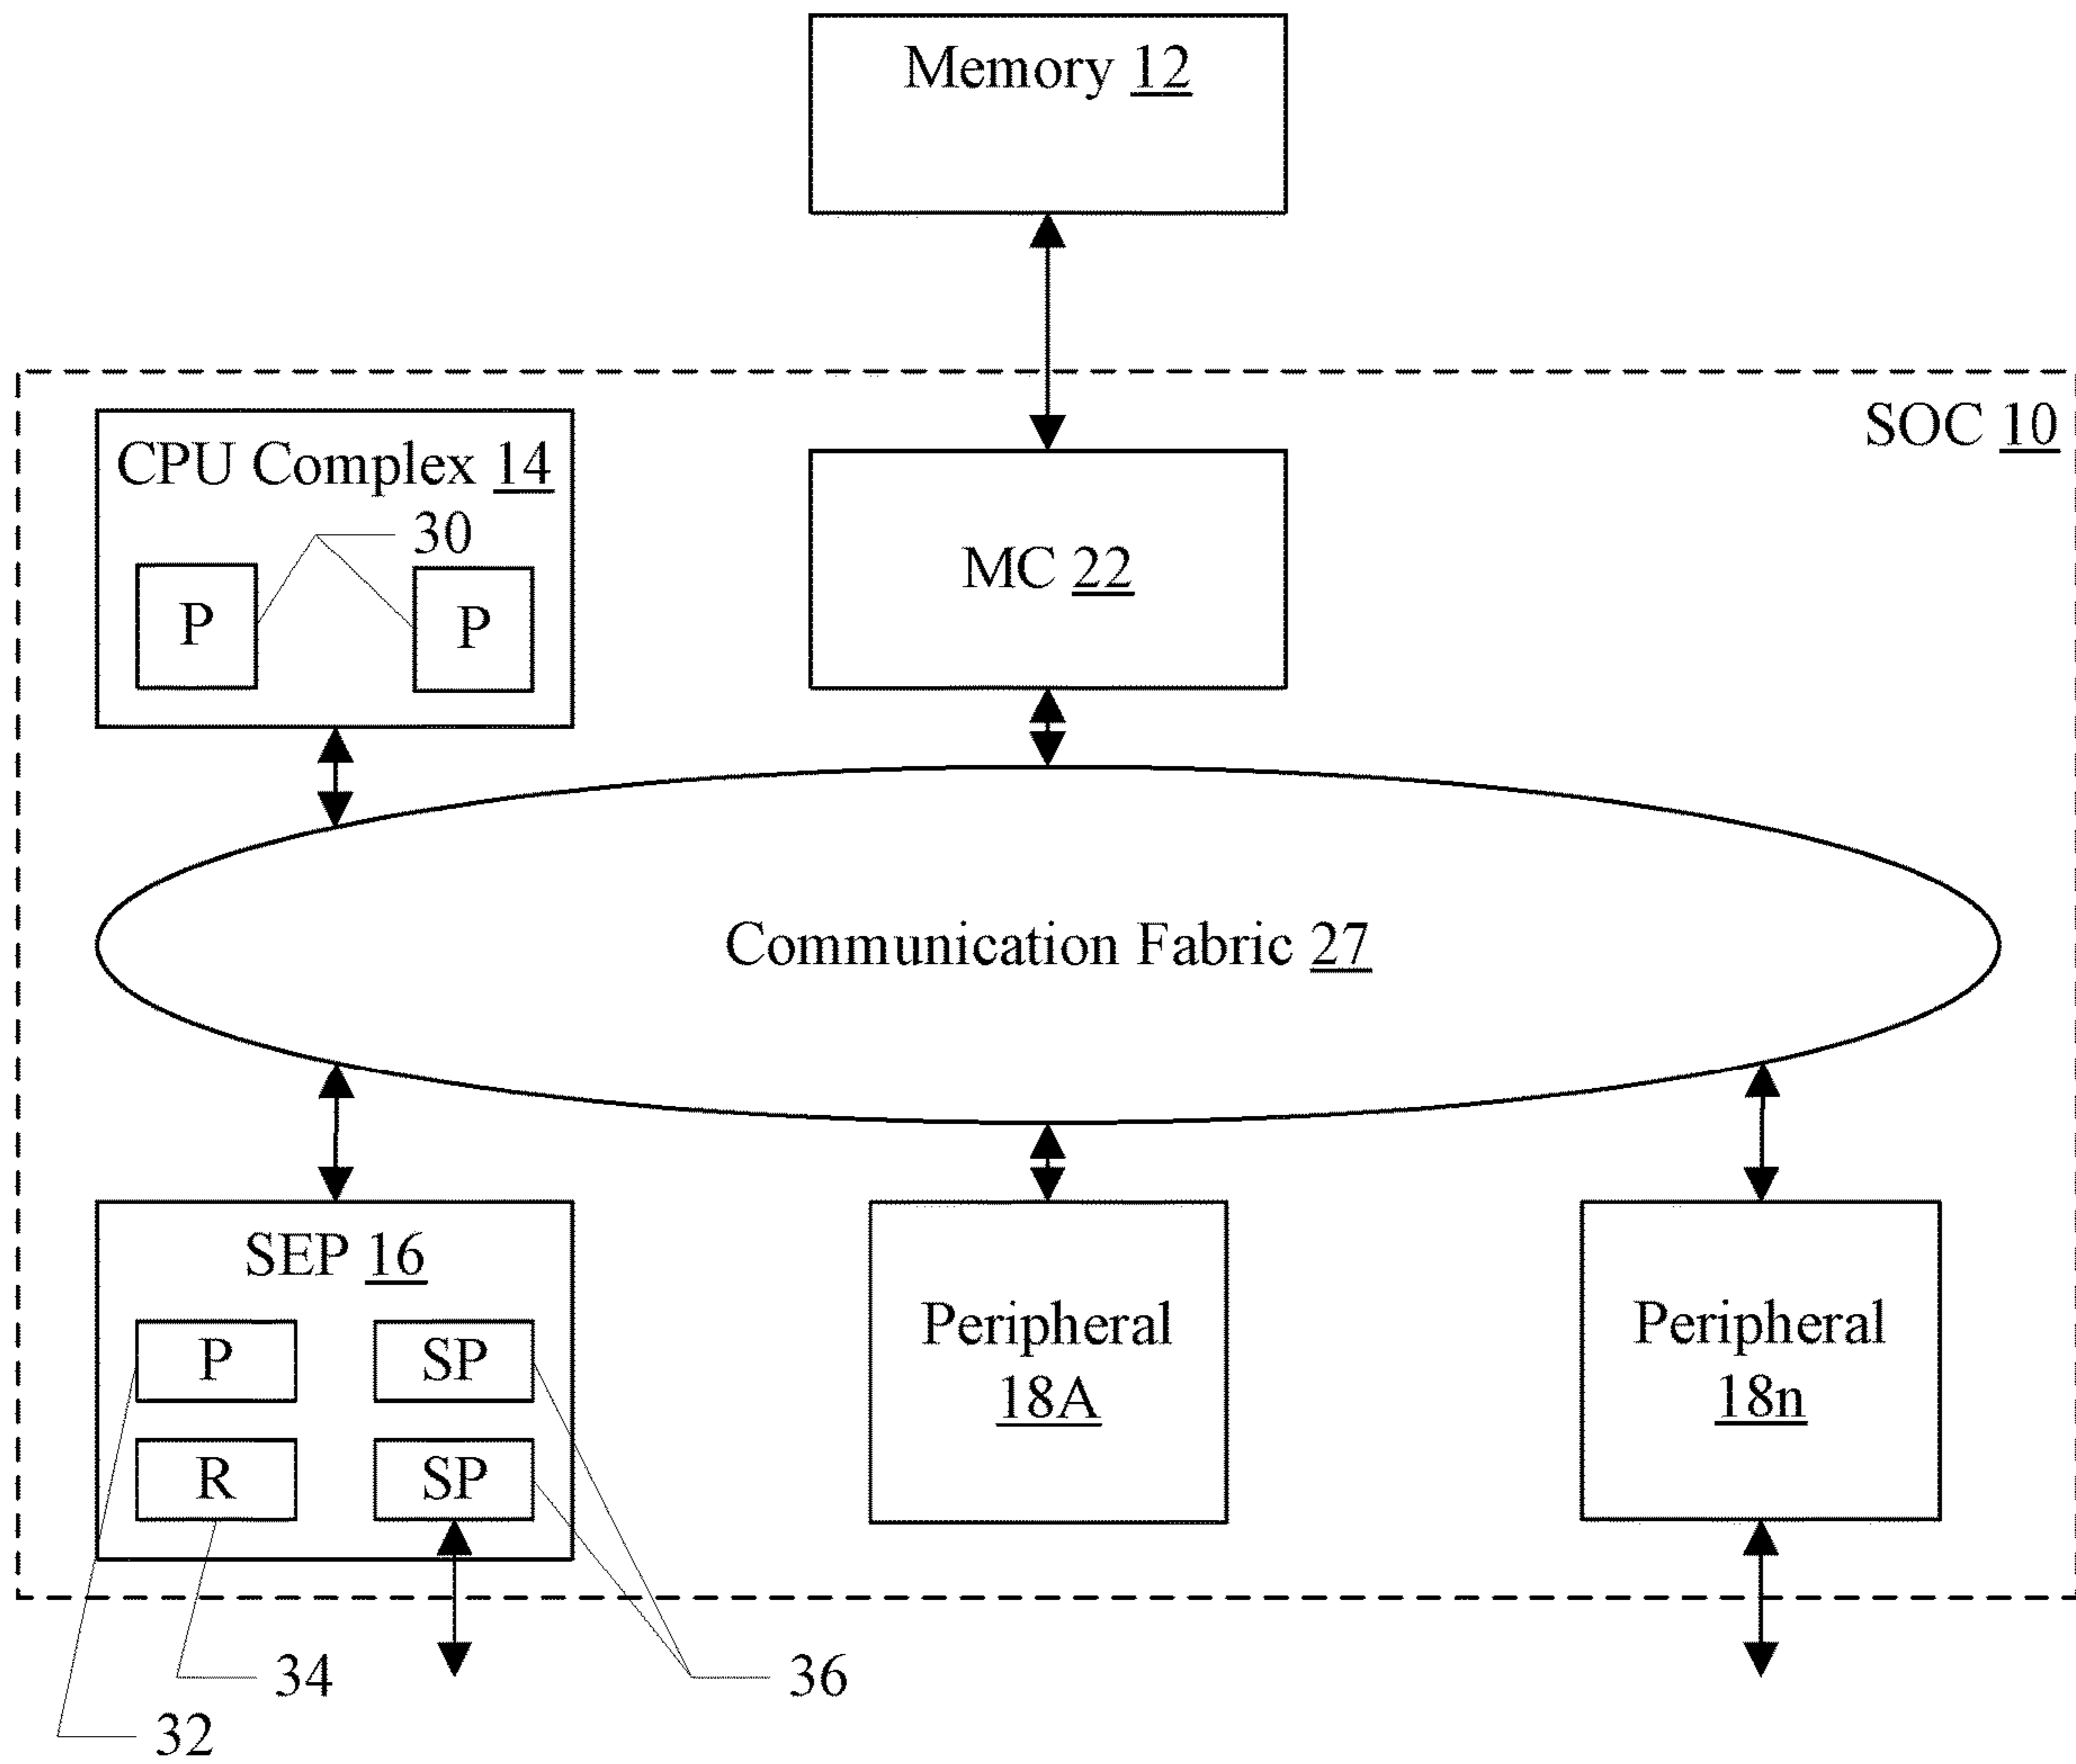 Memory 12
SOC 10
CPU Complex 14
30
P
P
MC 22
Communication Fabric 27
SEP 16
P
SP
R
SP
Peripheral
18A
Peripheral
18n
34
36
32